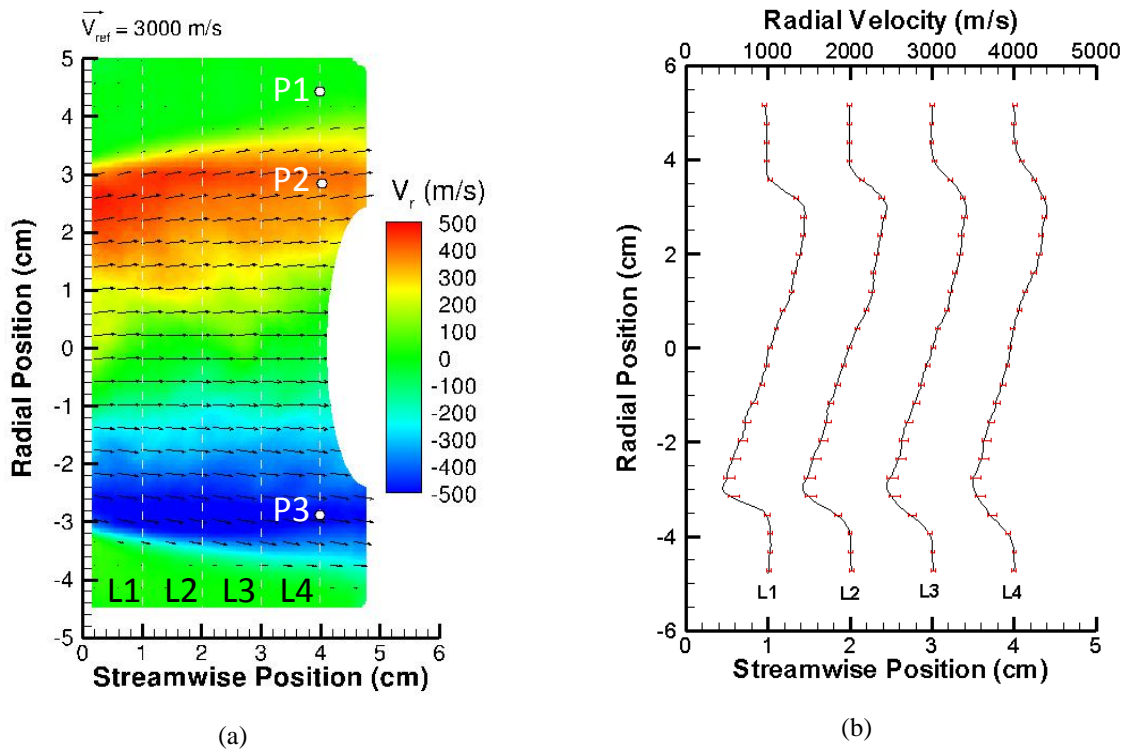 V_ref = 3000 m/s
5
4
3
2
1
0
-1
-2
-3
-4
-5
Radial Position (cm)
P1
P2
P3
L1 L2 L3 L4
0 1 2 3 4 5 6
Streamwise Position (cm)
V_r (m/s)
500
400
300
200
100
0
-100
-200
-300
-400
-500
(a)
Radial Velocity (m/s)
0 1000 2000 3000 4000 5000
6
4
2
0
-2
-4
-6
Radial Position (cm)
L1 L2 L3 L4
0 1 2 3 4 5
Streamwise Position (cm)
(b)